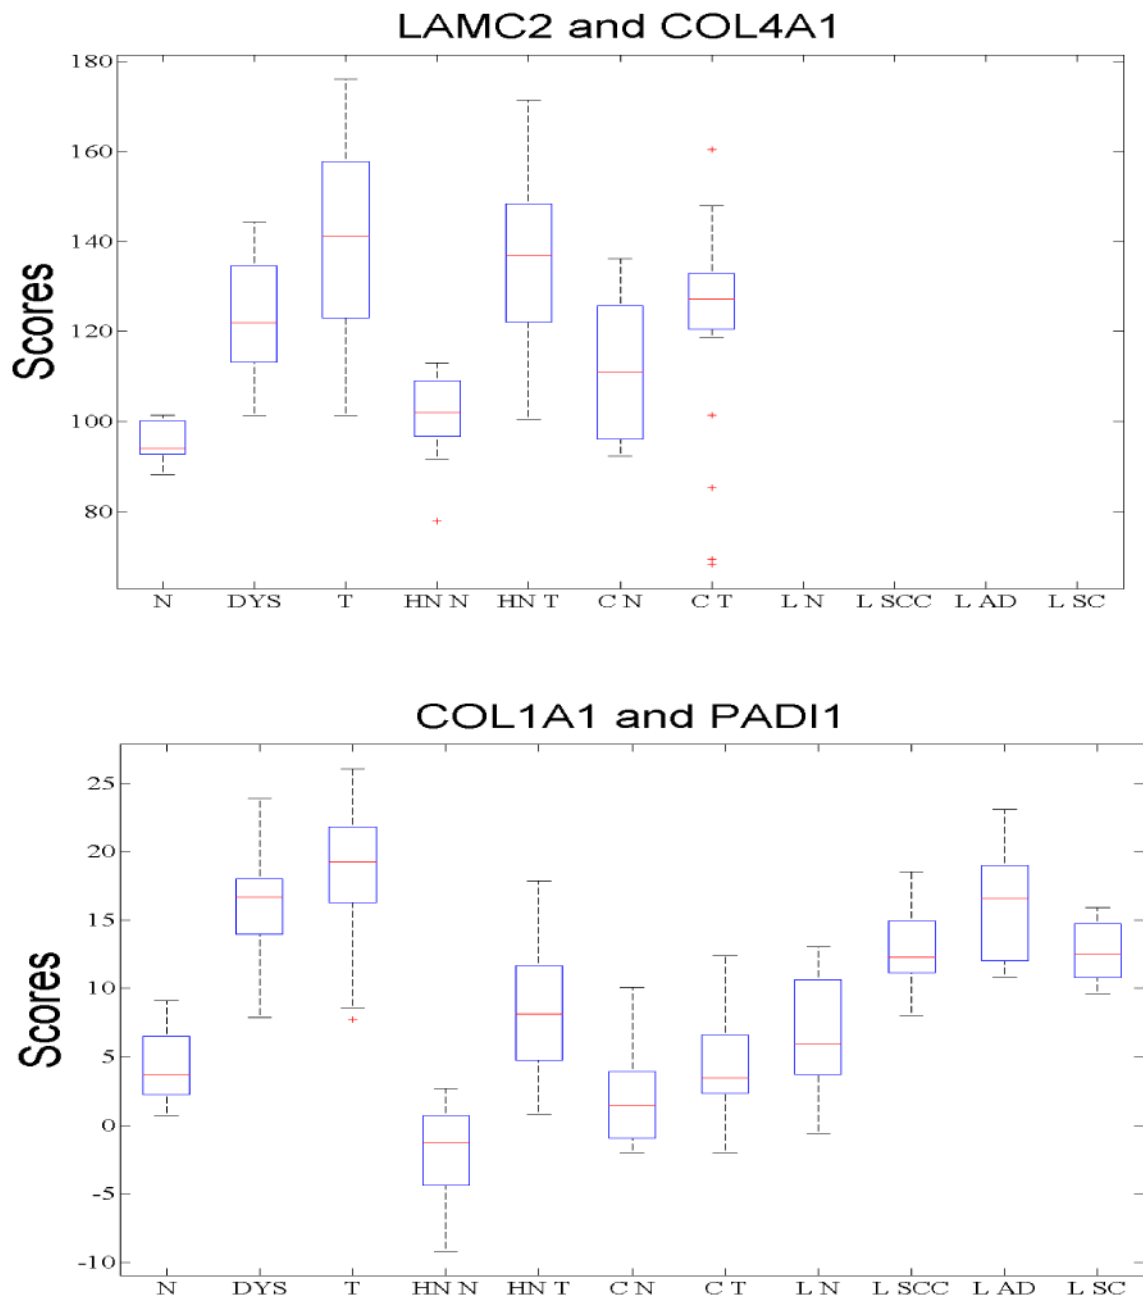 LAMC2 and COL4A1
180
160
140
120
100
80
Scores
N DYS T HN N HN T C N C T L N L SCC L AD L SC
COL1A1 and PADI1
25
20
15
10
5
0
-5
-10
Scores
N DYS T HN N HN T C N C T L N L SCC L AD L SC